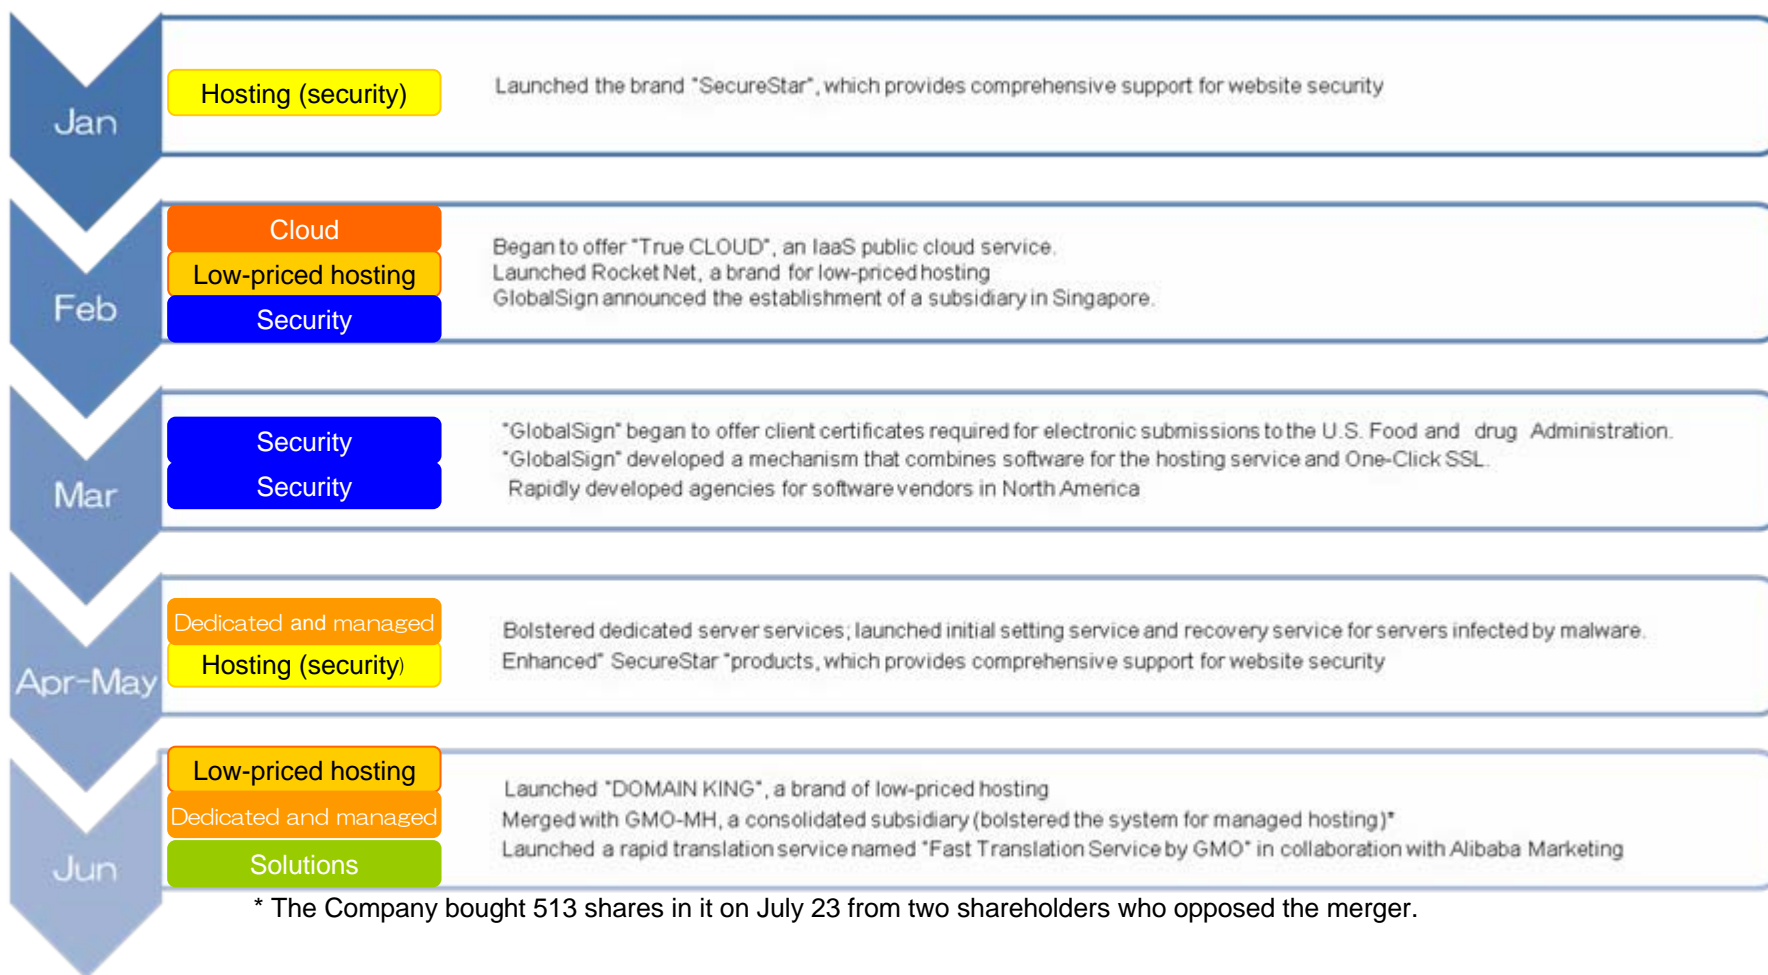 Jan
Hosting (security)
Launched the brand "SecureStar", which provides comprehensive support for website security
Feb
Cloud
Low-priced hosting
Security
Began to offer "True CLOUD", an IaaS public cloud service.
Launched Rocket Net, a brand for low-priced hosting
GlobalSign announced the establishment of a subsidiary in Singapore.
Mar
Security
Security
"GlobalSign" began to offer client certificates required for electronic submissions to the U.S. Food and drug Administration.
"GlobalSign" developed a mechanism that combines software for the hosting service and One-Click SSL.
Rapidly developed agencies for software vendors in North America
Apr-May
Dedicated and managed
Hosting (security)
Bolstered dedicated server services; launched initial setting service and recovery service for servers infected by malware.
Enhanced" SecureStar "products, which provides comprehensive support for website security
Jun
Low-priced hosting
Dedicated and managed
Solutions
Launched "DOMAIN KING", a brand of low-priced hosting
Merged with GMO-MH, a consolidated subsidiary (bolstered the system for managed hosting)*
Launched a rapid translation service named "Fast Translation Service by GMO" in collaboration with Alibaba Marketing
* The Company bought 513 shares in it on July 23 from two shareholders who opposed the merger.